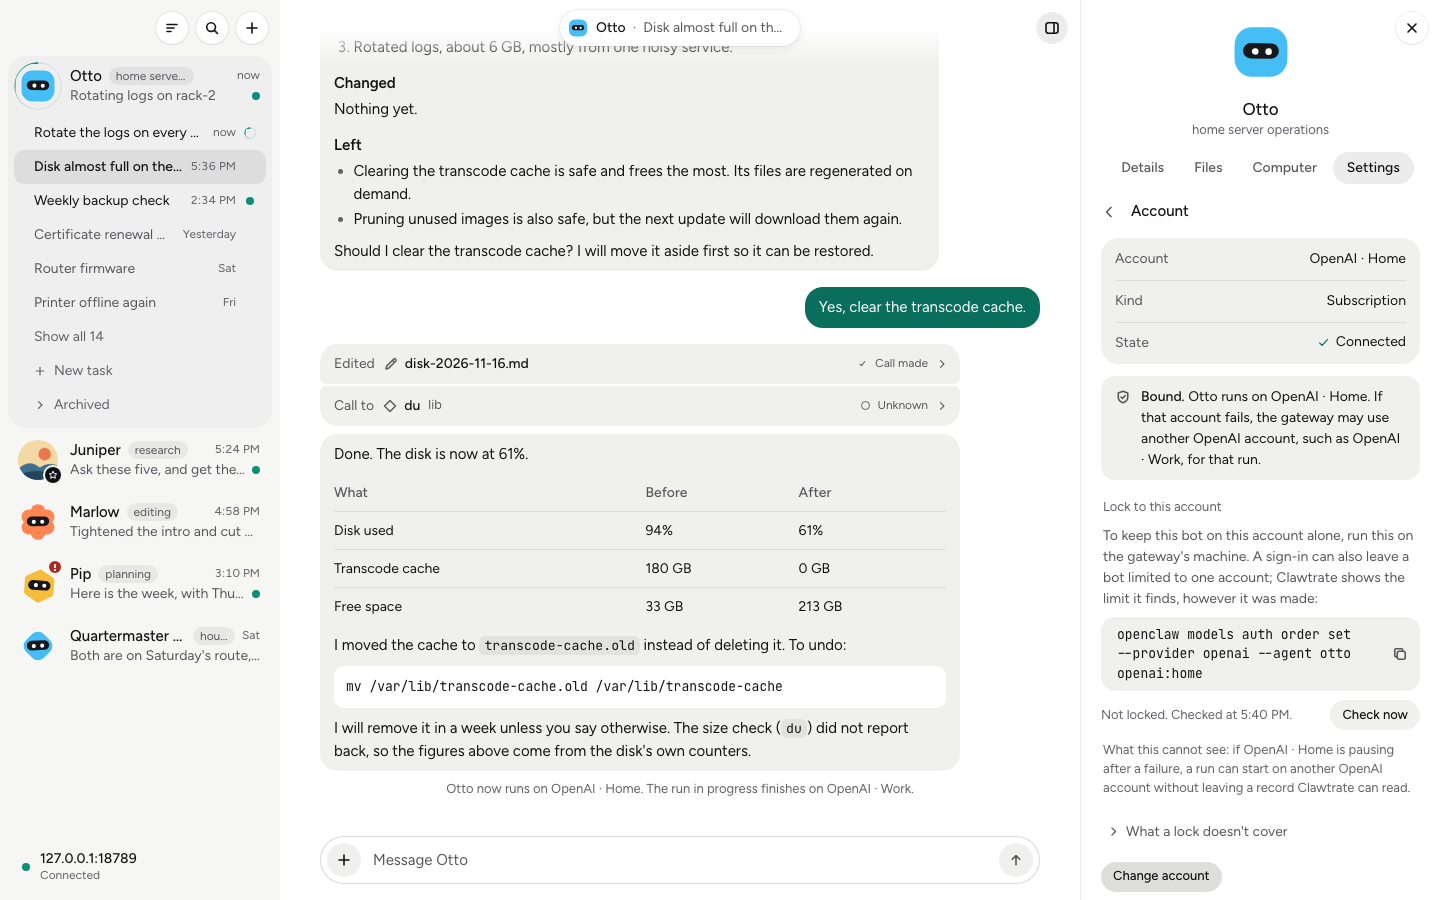 Otto
home serve...
now
Rotating logs on rack-2
Rotate the logs on every ...
now
Disk almost full on the...
5:36 PM
Weekly backup check
2:34 PM
Certificate renewal ...
Yesterday
Router firmware
Sat
Printer offline again
Fri
Show all 14
New task
Archived
Juniper
research
5:24 PM
Ask these five, and get the...
Marlow
editing
4:58 PM
Tightened the intro and cut ...
Pip
planning
3:10 PM
Here is the week, with Thu...
Quartermaster ...
hou...
Sat
Both are on Saturday's route,...
127.0.0.1:18789
Connected
Otto · Disk almost full on th...
3. Rotated logs, about 6 GB, mostly from one noisy service.
Changed
Nothing yet.
Left
• Clearing the transcode cache is safe and frees the most. Its files are regenerated on
demand.
• Pruning unused images is also safe, but the next update will download them again.
Should I clear the transcode cache? I will move it aside first so it can be restored.
Yes, clear the transcode cache.
Edited disk-2026-11-16.md
Call made
Call to du lib
Unknown
Done. The disk is now at 61%.
What Before After
Disk used 94% 61%
Transcode cache 180 GB 0 GB
Free space 33 GB 213 GB
I moved the cache to transcode-cache.old instead of deleting it. To undo:
mv /var/lib/transcode-cache.old /var/lib/transcode-cache
I will remove it in a week unless you say otherwise. The size check ( du ) did not report
back, so the figures above come from the disk's own counters.
Otto now runs on OpenAI · Home. The run in progress finishes on OpenAI · Work.
Message Otto
Otto
home server operations
Details Files Computer Settings
Account
Account OpenAI · Home
Kind Subscription
State Connected
Bound. Otto runs on OpenAI · Home. If
that account fails, the gateway may use
another OpenAI account, such as OpenAI
· Work, for that run.
Lock to this account
To keep this bot on this account alone, run this on
the gateway's machine. A sign-in can also leave a
bot limited to one account; Clawtrate shows the
limit it finds, however it was made:
openclaw models auth order set
--provider openai --agent otto
openai:home
Not locked. Checked at 5:40 PM.
Check now
What this cannot see: if OpenAI · Home is pausing
after a failure, a run can start on another OpenAI
account without leaving a record Clawtrate can read.
What a lock doesn't cover
Change account